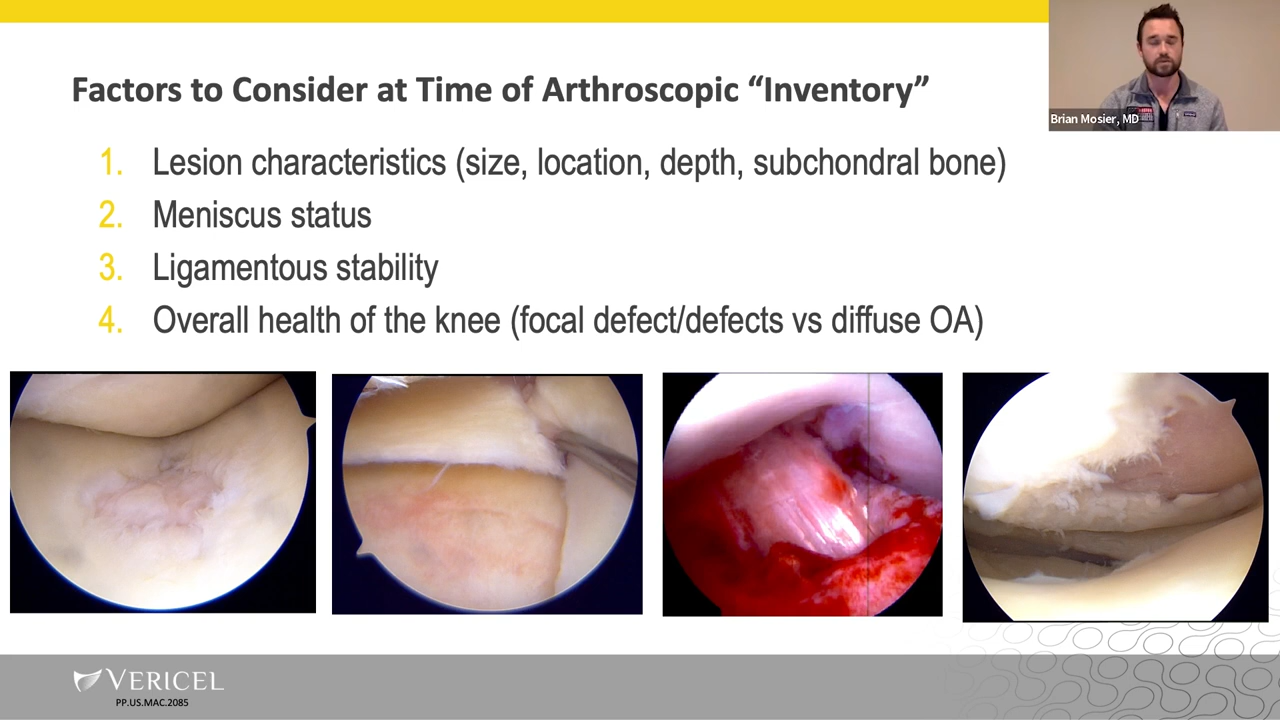 Factors to Consider at Time of Arthroscopic “Inventory”
Brian Mosier, MD
1. Lesion characteristics (size, location, depth, subchondral bone)
2. Meniscus status
3. Ligamentous stability
4. Overall health of the knee (focal defect/defects vs diffuse OA)
VERICEL
PP.US.MAC.2085